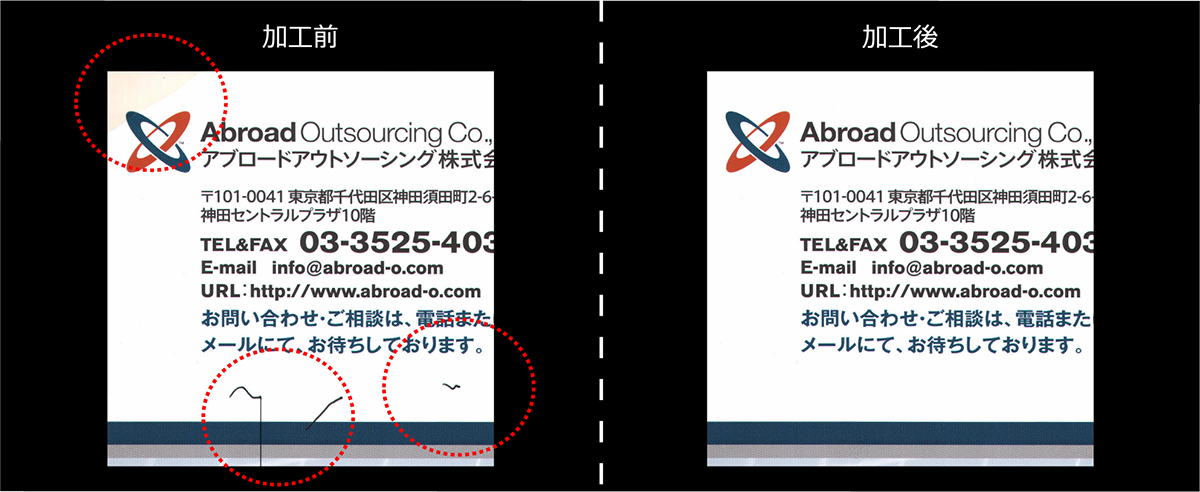 加工前
Abroad Outsourcing Co.,
アブロードアウトソーシング株式会
〒101-0041 東京都千代田区神田須田町2-6-
神田セントラルプラザ10階
TEL&FAX 03-3525-403
E-mail info@abroad-o.com
URL:http://www.abroad-o.com
お問い合わせ・ご相談は、電話また
メールにて、お待ちしております。
加工後
Abroad Outsourcing Co.,
アブロードアウトソーシング株式会
〒101-0041 東京都千代田区神田須田町2-6-
神田セントラルプラザ10階
TEL&FAX 03-3525-403
E-mail info@abroad-o.com
URL:http://www.abroad-o.com
お問い合わせ・ご相談は、電話また
メールにて、お待ちしております。